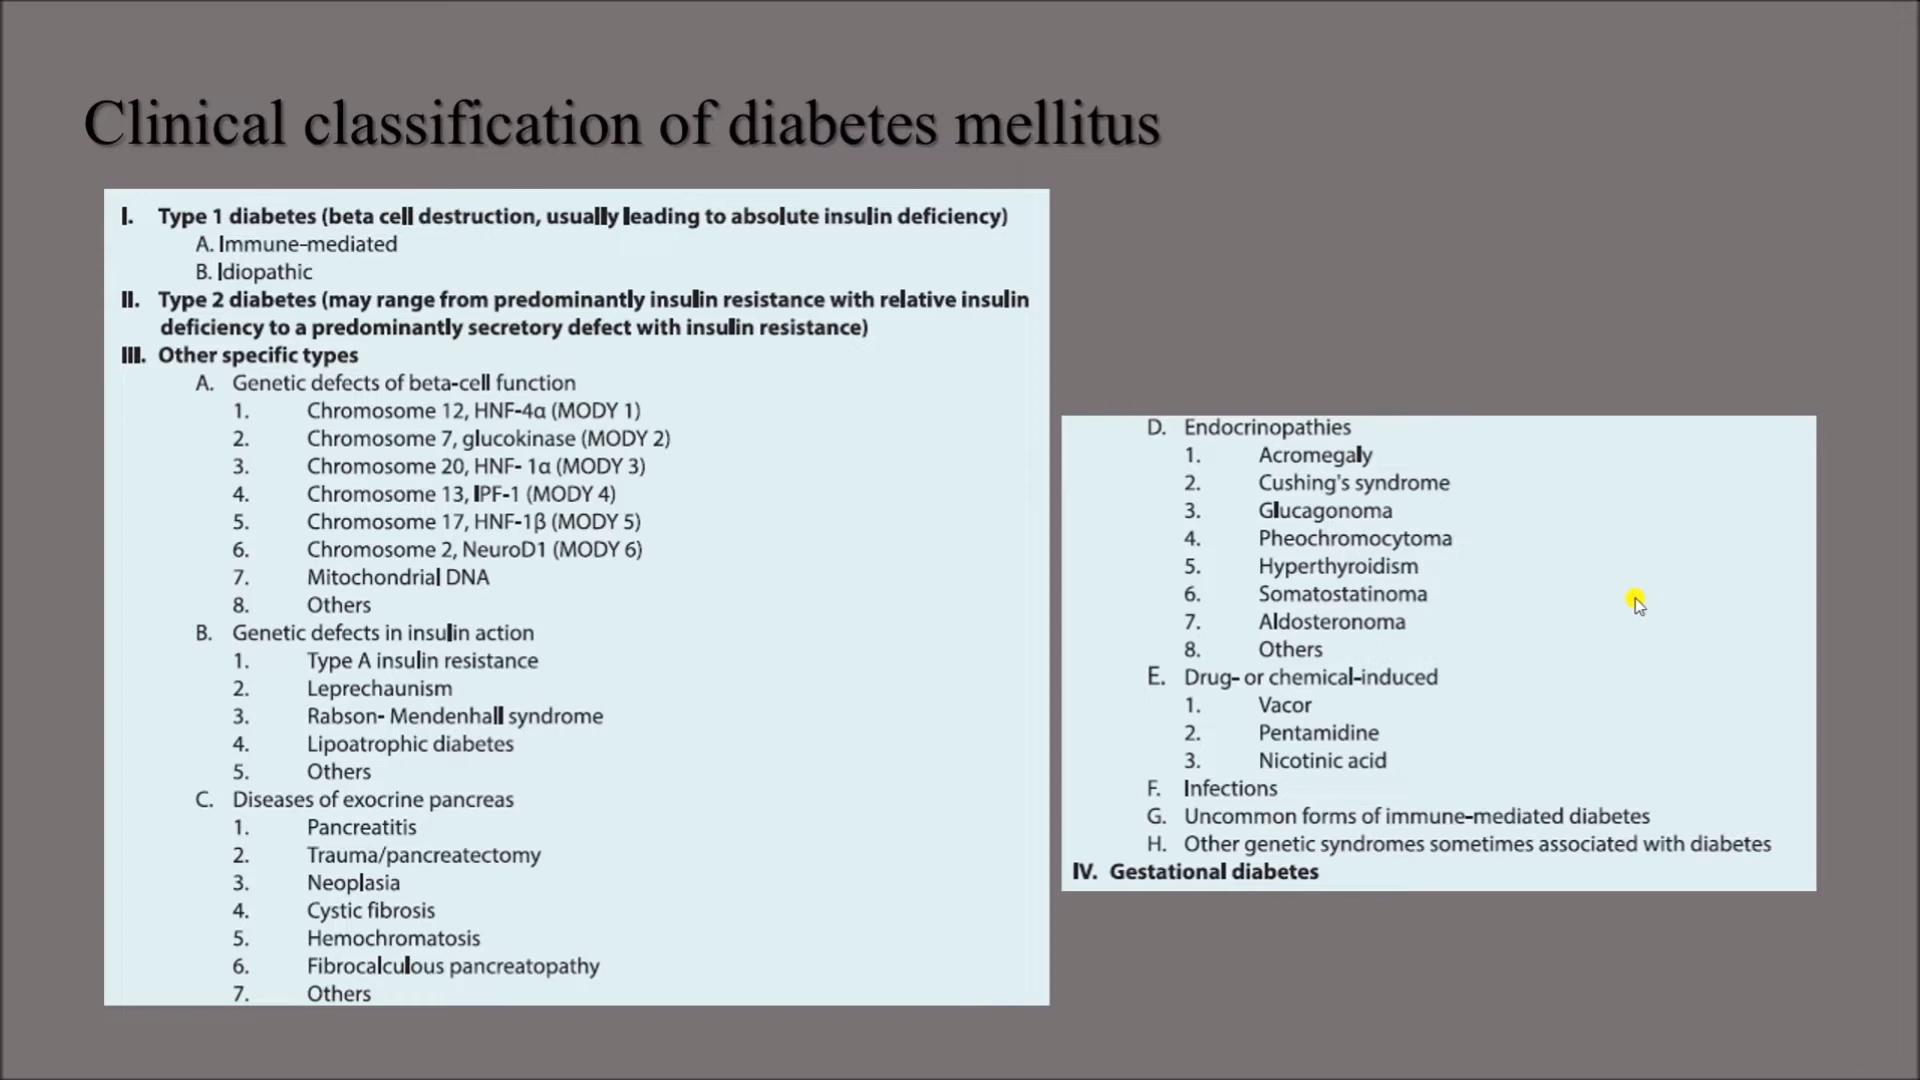 Clinical classification of diabetes mellitus
I. Type 1 diabetes (beta cell destruction, usually leading to absolute insulin deficiency)
A. Immune-mediated
B. Idiopathic
II. Type 2 diabetes (may range from predominantly insulin resistance with relative insulin
deficiency to a predominantly secretory defect with insulin resistance)
III. Other specific types
A. Genetic defects of beta-cell function
1. Chromosome 12, HNF-4α (MODY 1)
2. Chromosome 7, glucokinase (MODY 2)
3. Chromosome 20, HNF- 1α (MODY 3)
4. Chromosome 13, IPF-1 (MODY 4)
5. Chromosome 17, HNF-1β (MODY 5)
6. Chromosome 2, NeuroD1 (MODY 6)
7. Mitochondrial DNA
8. Others
B. Genetic defects in insulin action
1. Type A insulin resistance
2. Leprechaunism
3. Rabson- Mendenhall syndrome
4. Lipoatrophic diabetes
5. Others
C. Diseases of exocrine pancreas
1. Pancreatitis
2. Trauma/pancreatectomy
3. Neoplasia
4. Cystic fibrosis
5. Hemochromatosis
6. Fibrocalculous pancreatopathy
7. Others
D. Endocrinopathies
1. Acromegaly
2. Cushing's syndrome
3. Glucagonoma
4. Pheochromocytoma
5. Hyperthyroidism
6. Somatostatinoma
7. Aldosteronoma
8. Others
E. Drug- or chemical-induced
1. Vacor
2. Pentamidine
3. Nicotinic acid
F. Infections
G. Uncommon forms of immune-mediated diabetes
H. Other genetic syndromes sometimes associated with diabetes
IV. Gestational diabetes